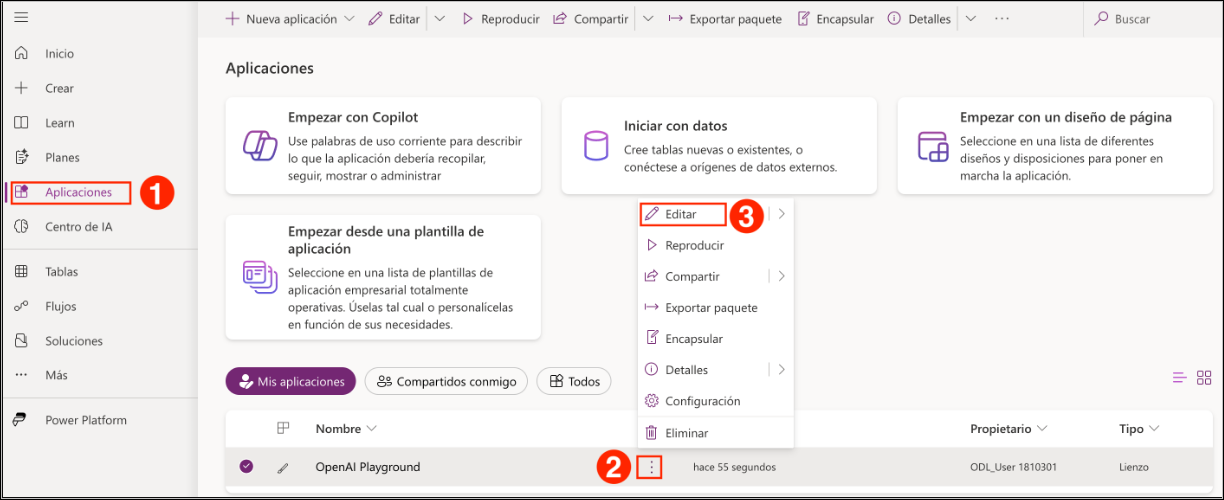 Nueva aplicación Editar Reproducir Compartir Exportar paquete Encapsular Detalles ... Buscar
Inicio
Crear
Learn
Planes
Aplicaciones 1
Centro de IA
Tablas
Flujos
Soluciones
Más
Power Platform
Aplicaciones
Empezar con Copilot
Use palabras de uso corriente para describir
lo que la aplicación debería recopilar,
seguir, mostrar o administrar
Iniciar con datos
Cree tablas nuevas o existentes, o
conéctese a orígenes de datos externos.
Empezar con un diseño de página
Seleccione en una lista de diferentes
diseños y disposiciones para poner en
marcha la aplicación.
Empezar desde una plantilla de
aplicación
Seleccione en una lista de plantillas de
aplicación empresarial totalmente
operativas. Úselas tal cual o personalícelas
en función de sus necesidades.
Editar 3
Reproducir
Compartir
Exportar paquete
Encapsular
Detalles
Configuración
Eliminar
Mis aplicaciones Compartidos conmigo Todos
Nombre Propietario Tipo
OpenAI Playground 2 hace 55 segundos ODL_User 1810301 Lienzo